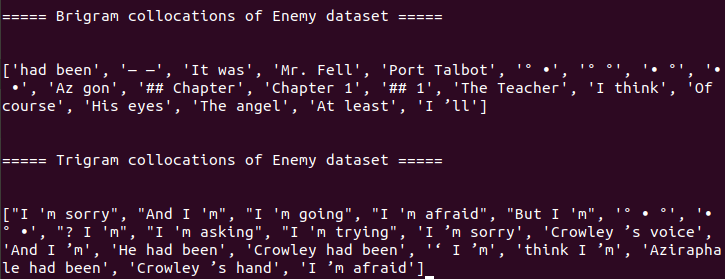 ===== Brigram collocations of Enemy dataset =====
['had been', '— —', 'It was', 'Mr. Fell', 'Port Talbot', '° •', '° °', '• °', '•
 •', 'Az gon', '## Chapter', 'Chapter 1', '## 1', 'The Teacher', 'I think', 'Of
course', 'His eyes', 'The angel', 'At least', 'I ’ll']
===== Trigram collocations of Enemy dataset =====
["I 'm sorry", "And I 'm", "I 'm going", "I 'm afraid", "But I 'm", '° • °', '•
° •', "? I 'm", "I 'm asking", "I 'm trying", 'I ’m sorry', 'Crowley ’s voice',
'And I ’m', 'He had been', 'Crowley had been', '‘ I ’m', 'think I ’m', 'Azirapha
le had been', 'Crowley ’s hand', 'I ’m afraid']